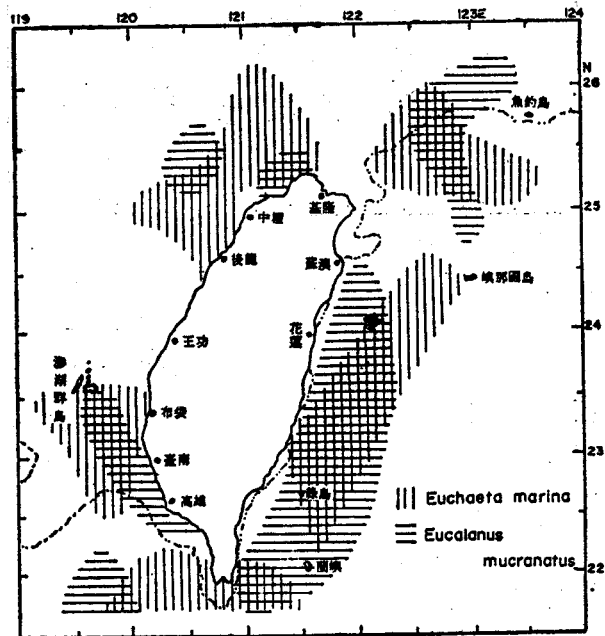 119
120
121
122
123E
124
N
26
魚釣島
25
基隆
中壢
後龍
蘇澳
與那國島
24
花蓮
王功
澎湖群島
布袋
23
臺南
綠島
高雄
||| Euchaeta marina
Eucalanus
mucranatus
蘭嶼
22